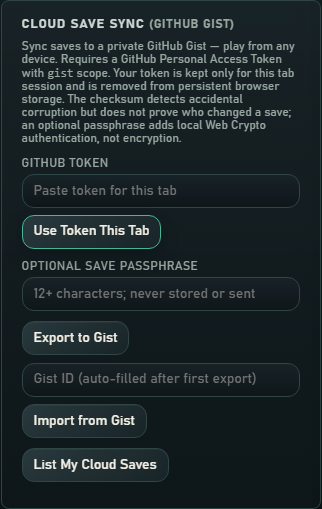 CLOUD SAVE SYNC (GITHUB GIST)
Sync saves to a private GitHub Gist — play from any
device. Requires a GitHub Personal Access Token
with gist scope. Your token is kept only for this tab
session and is removed from persistent browser
storage. The checksum detects accidental
corruption but does not prove who changed a save;
an optional passphrase adds local Web Crypto
authentication, not encryption.
GITHUB TOKEN
Paste token for this tab
Use Token This Tab
OPTIONAL SAVE PASSPHRASE
12+ characters; never stored or sent
Export to Gist
Gist ID (auto-filled after first export)
Import from Gist
List My Cloud Saves